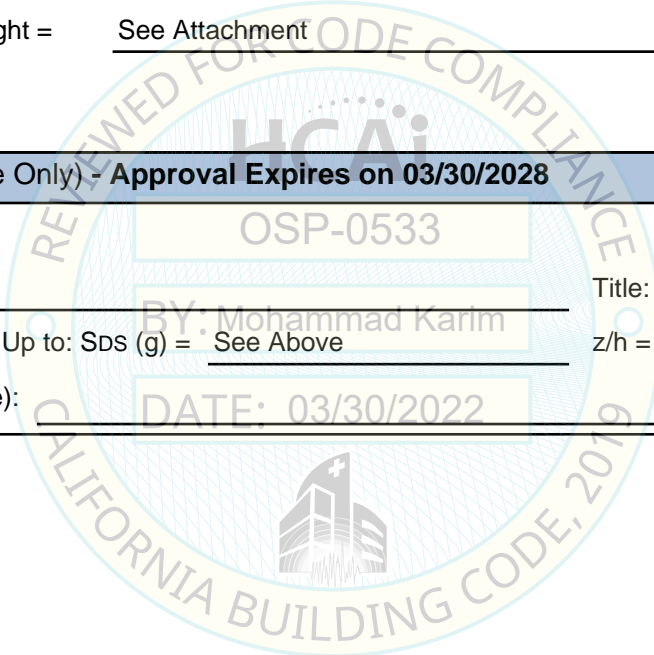 ght = See Attachment
REVIEWED FOR CODE COMPLIANCE
HCAi
e Only) - Approval Expires on 03/30/2028
OSP-0533
Title:
BY: Mohammad Karim
Up to: SDS (g) = See Above z/h =
e):
DATE: 03/30/2022
CALIFORNIA BUILDING CODE, 2019